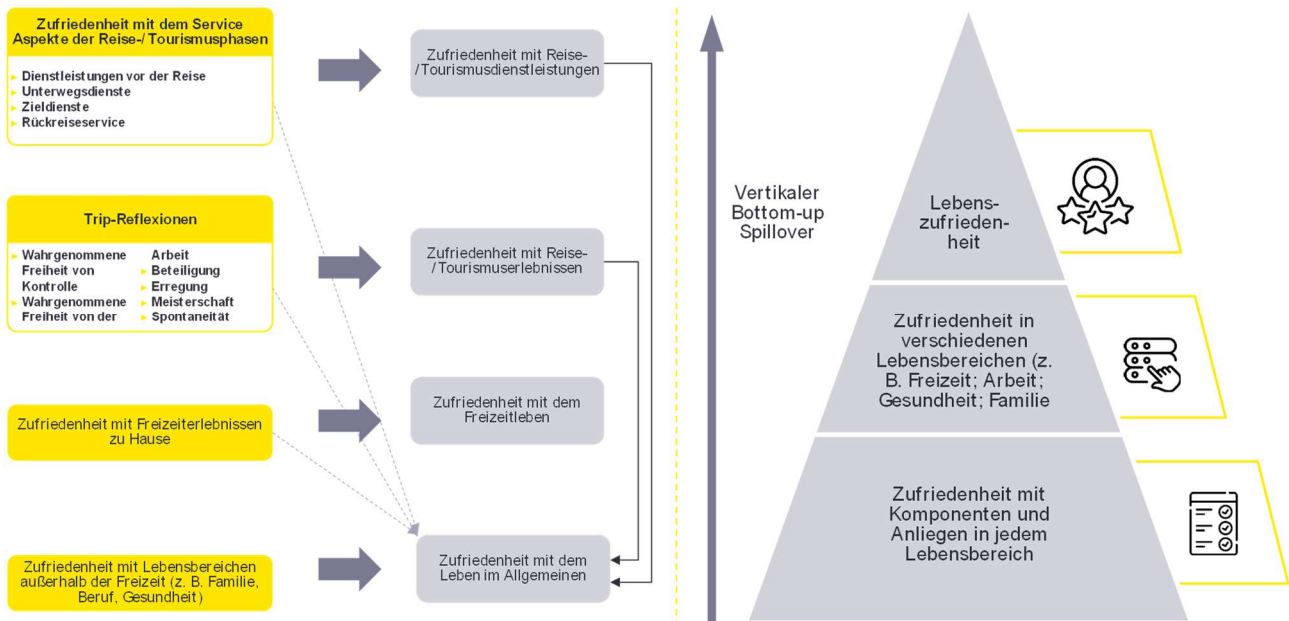 Zufriedenheit mit dem Service
Aspekte der Reise-/ Tourismusphasen
Dienstleistungen vor der Reise
Unterwegsdienste
Zieldienste
Rückreiseservice
Zufriedenheit mit Reise-
/Tourismusdienstleistungen
Trip-Reflexionen
Wahrgenommene
Freiheit von
Kontrolle
Wahrgenommene
Freiheit von der
Arbeit
Beteiligung
Erregung
Meisterschaft
Spontaneität
Zufriedenheit mit Reise-
/Tourismuserlebnissen
Zufriedenheit mit Freizeiterlebnissen
zu Hause
Zufriedenheit mit dem
Freizeitleben
Zufriedenheit mit Lebensbereichen
außerhalb der Freizeit (z. B. Familie,
Beruf, Gesundheit)
Zufriedenheit mit dem
Leben im Allgemeinen
Vertikaler
Bottom-up
Spillover
Lebens-
zufrieden-
heit
Zufriedenheit in
verschiedenen
Lebensbereichen (z.
B. Freizeit; Arbeit;
Gesundheit; Familie
Zufriedenheit mit
Komponenten und
Anliegen in jedem
Lebensbereich